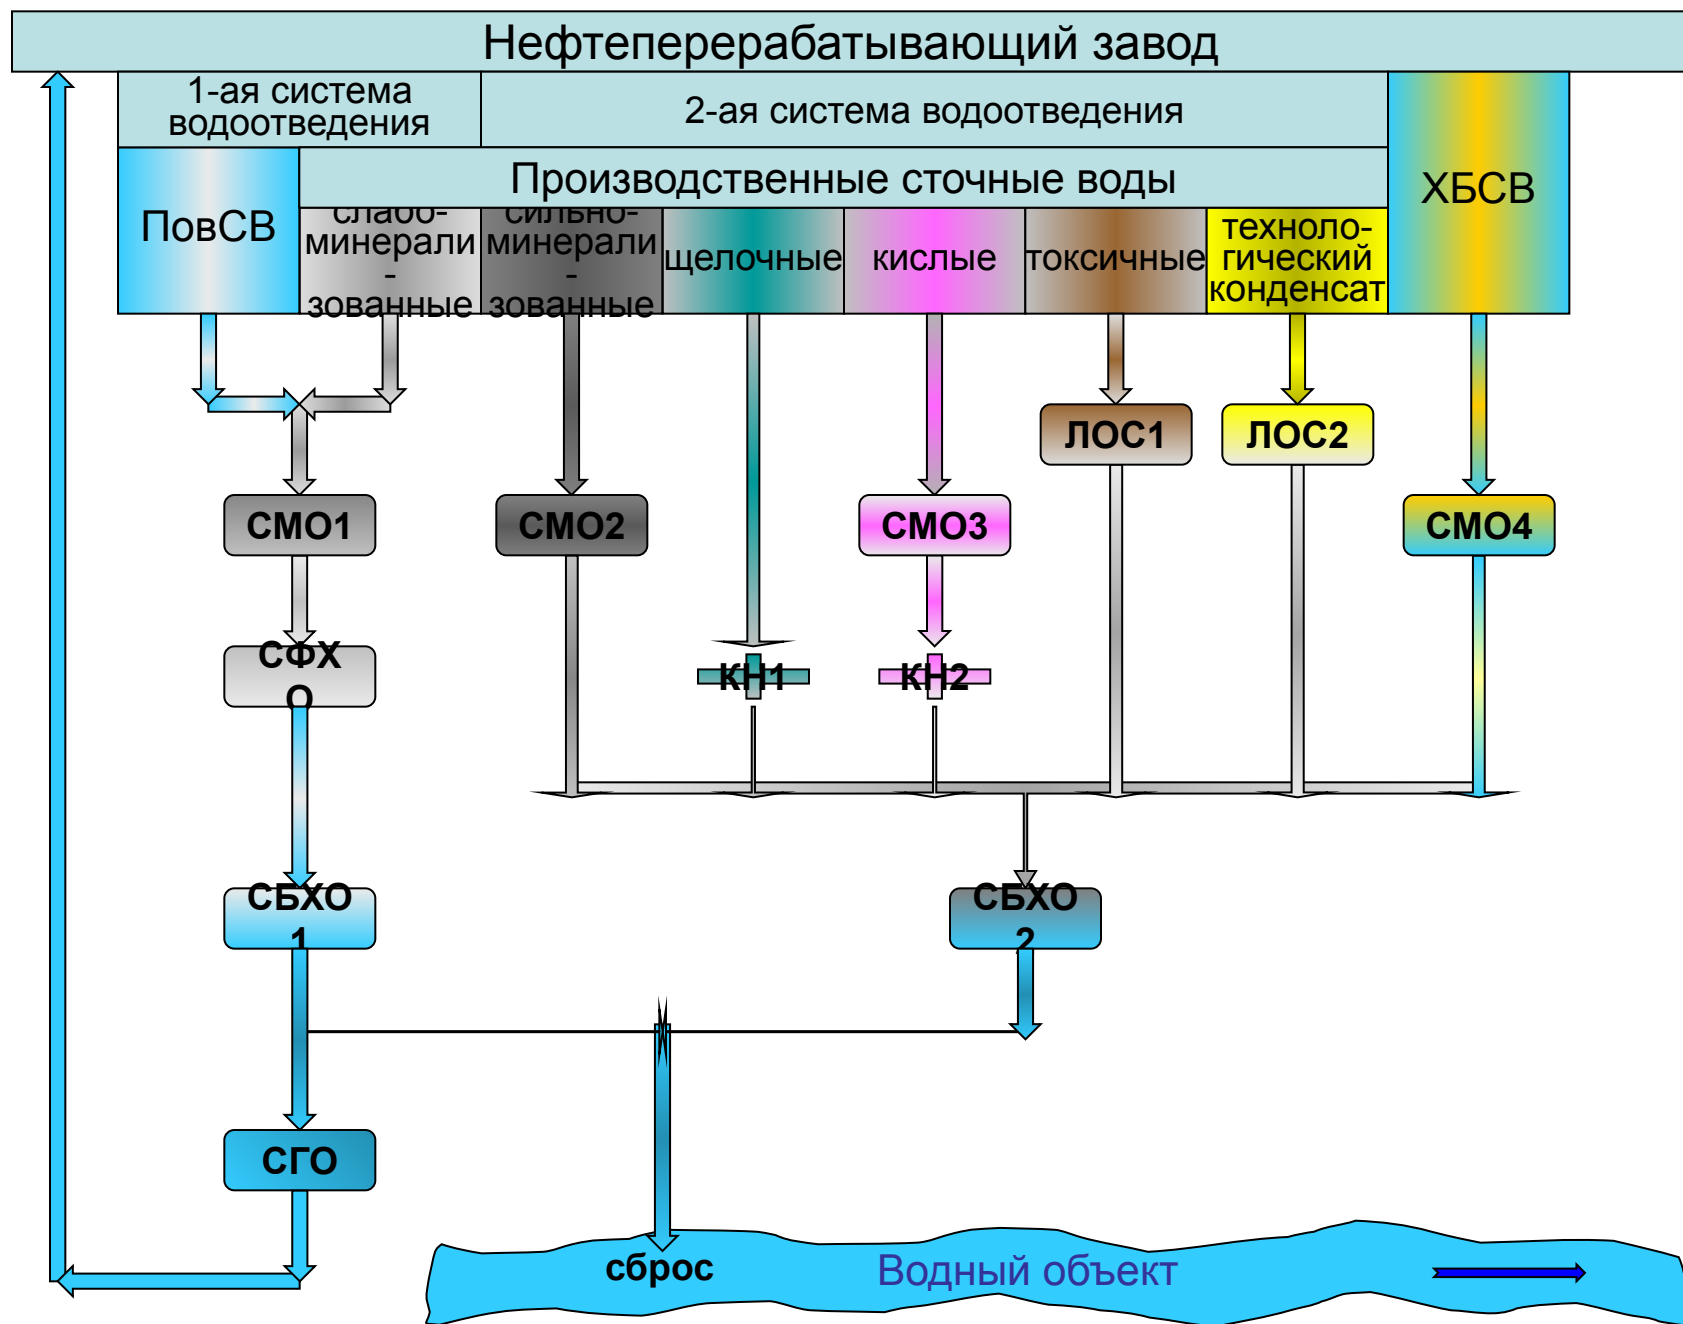 Нефтеперерабатывающий завод
1-ая система
водоотведения
2-ая система водоотведения
Производственные сточные воды
ПовСВ
слабо-
минерали
-
зованные
сильно-
минерали
-
зованные
щелочные
кислые
токсичные
техноло-
гический
конденсат
ХБСВ
ЛОС1
ЛОС2
СМО1
СМО2
СМО3
СМО4
СФХ
О
КН1
КН2
СБХО
1
СБХО
2
СГО
сброс
Водный объект